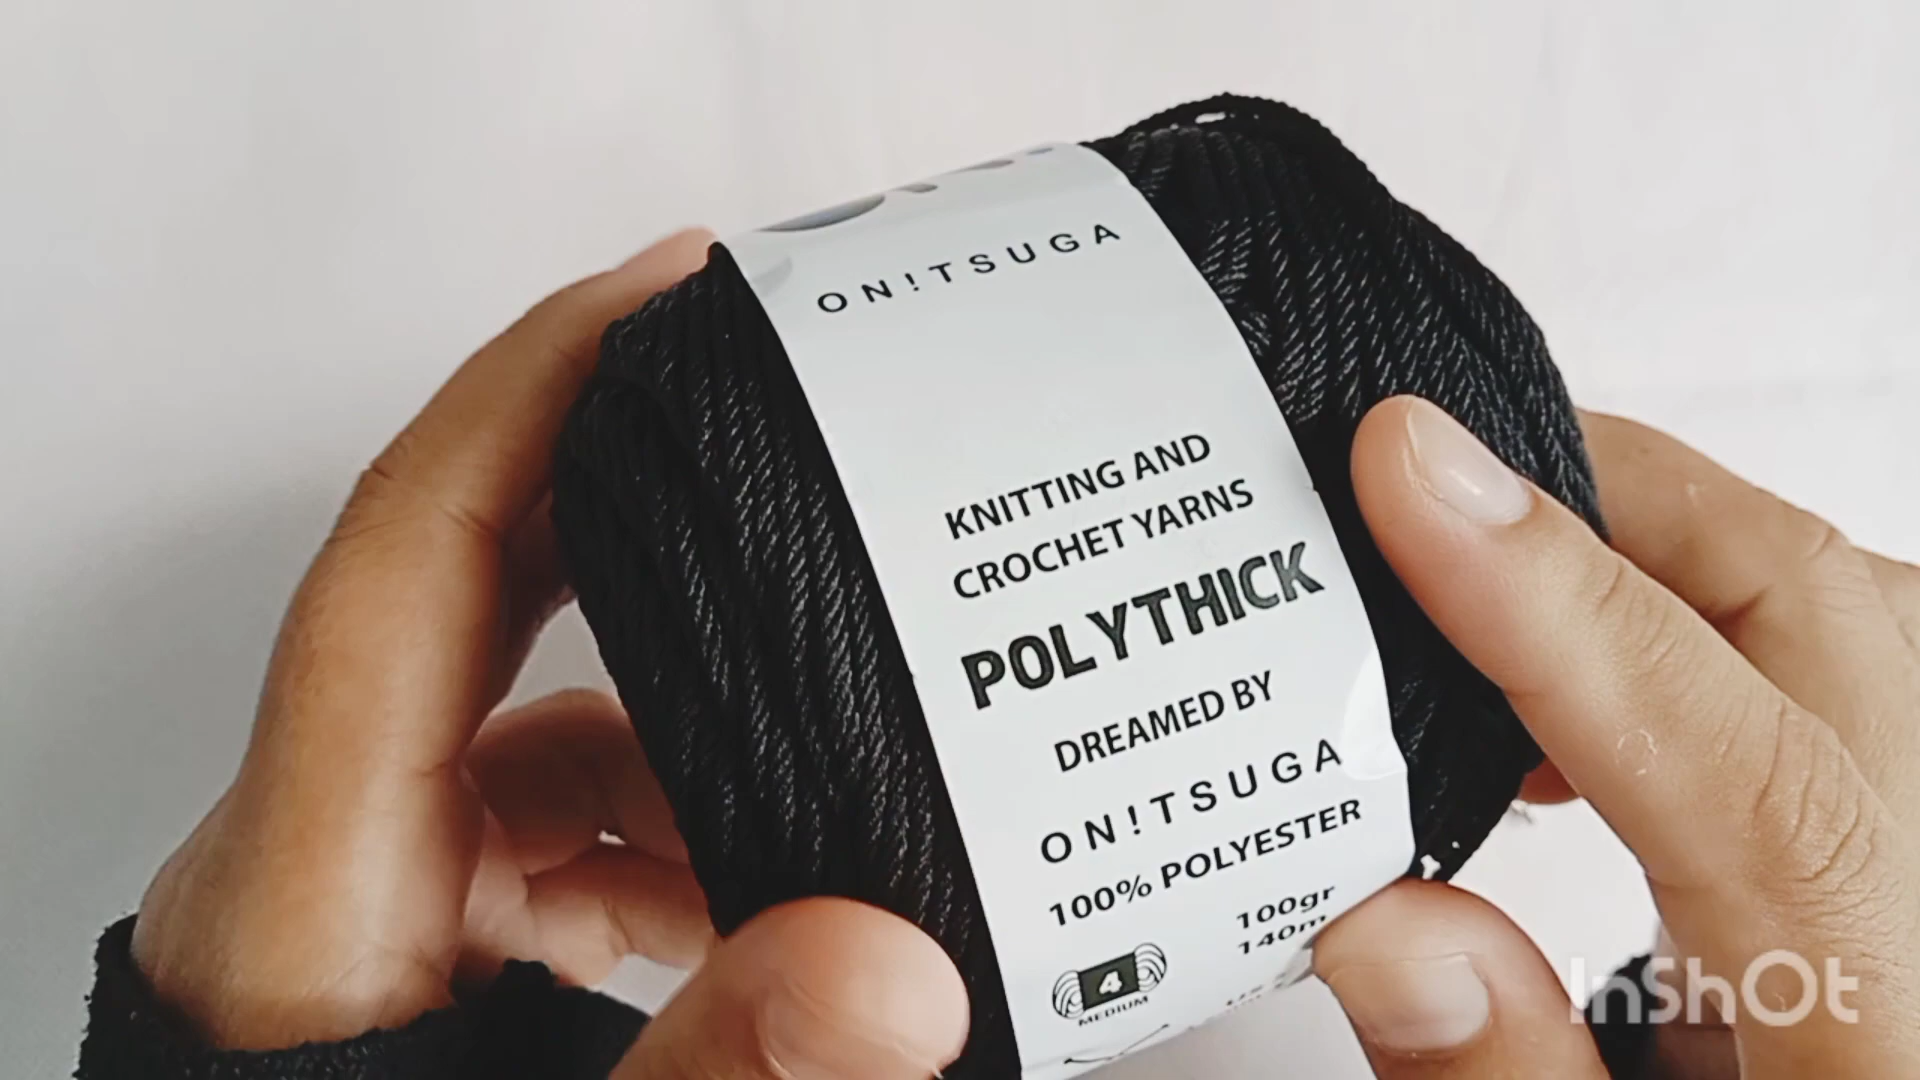 ON!TSUGA
KNITTING AND
CROCHET YARNS
POLYTHICK
DREAMED BY
ON!TSUGA
100% POLYESTER
100gr
140m
4
MEDIUM
InShOt